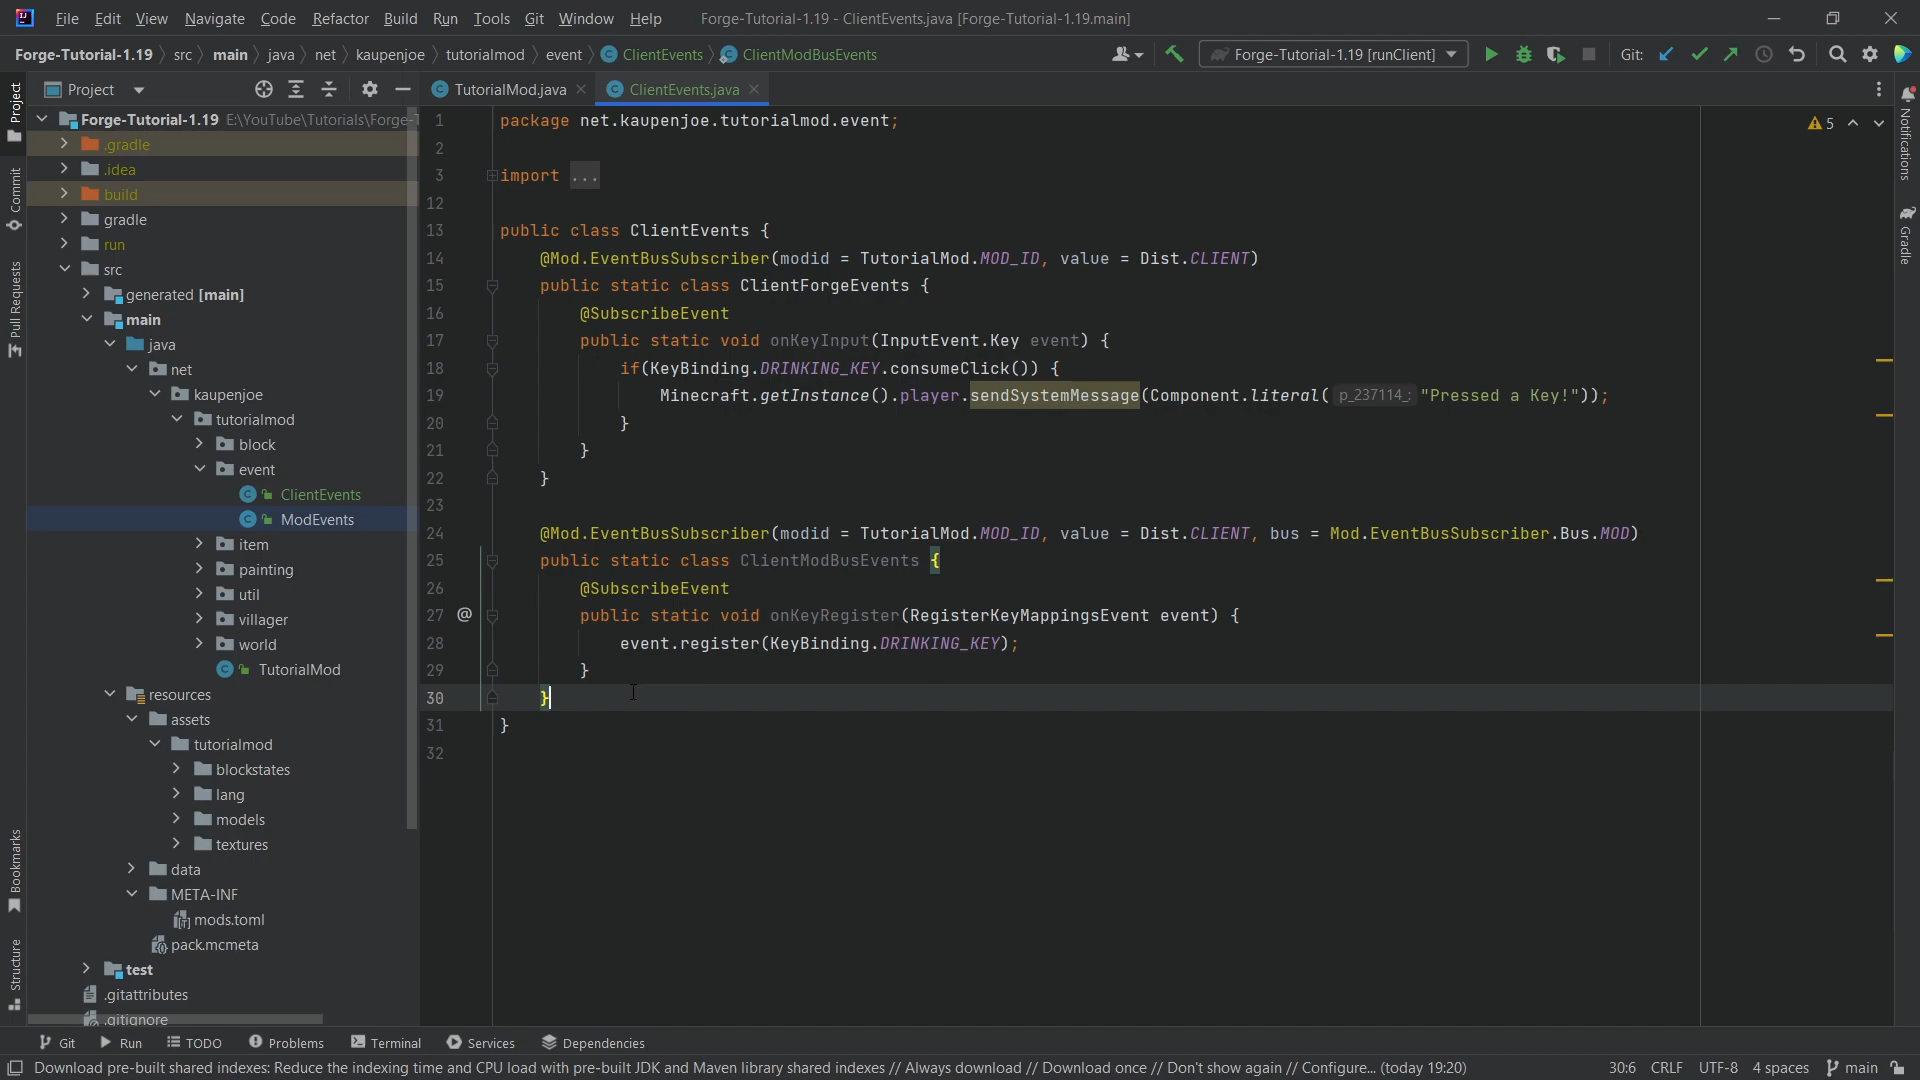 File Edit View Navigate Code Refactor Build Run Tools Git Window Help Forge-Tutorial-1.19 - ClientEvents.java [Forge-Tutorial-1.19.main]
Forge-Tutorial-1.19 src main java net kaupenjoe tutorialmod event ClientEvents ClientModBusEvents Forge-Tutorial-1.19 [runClient] Git:
Project TutorialMod.java ClientEvents.java
Project
Commit
Pull Requests
Bookmarks
Structure
Forge-Tutorial-1.19 E:\YouTube\Tutorials\Forge-
.gradle
.idea
build
gradle
run
src
generated [main]
main
java
net
kaupenjoe
tutorialmod
block
event
ClientEvents
ModEvents
item
painting
util
villager
world
TutorialMod
resources
assets
tutorialmod
blockstates
lang
models
textures
data
META-INF
mods.toml
pack.mcmeta
test
.gitattributes
.gitignore
1 package net.kaupenjoe.tutorialmod.event;
2
3 import ...
12
13 public class ClientEvents {
14 @Mod.EventBusSubscriber(modid = TutorialMod.MOD_ID, value = Dist.CLIENT)
15 public static class ClientForgeEvents {
16 @SubscribeEvent
17 public static void onKeyInput(InputEvent.Key event) {
18 if(KeyBinding.DRINKING_KEY.consumeClick()) {
19 Minecraft.getInstance().player.sendSystemMessage(Component.literal( p_237114_: "Pressed a Key!"));
20 }
21 }
22 }
23
24 @Mod.EventBusSubscriber(modid = TutorialMod.MOD_ID, value = Dist.CLIENT, bus = Mod.EventBusSubscriber.Bus.MOD)
25 public static class ClientModBusEvents {
26 @SubscribeEvent
27 @ public static void onKeyRegister(RegisterKeyMappingsEvent event) {
28 event.register(KeyBinding.DRINKING_KEY);
29 }
30 }
31 }
32
5
Notifications
Gradle
Git Run TODO Problems Terminal Services Dependencies
Download pre-built shared indexes: Reduce the indexing time and CPU load with pre-built JDK and Maven library shared indexes // Always download // Download once // Don't show again // Configure... (today 19:20) 30:6 CRLF UTF-8 4 spaces main